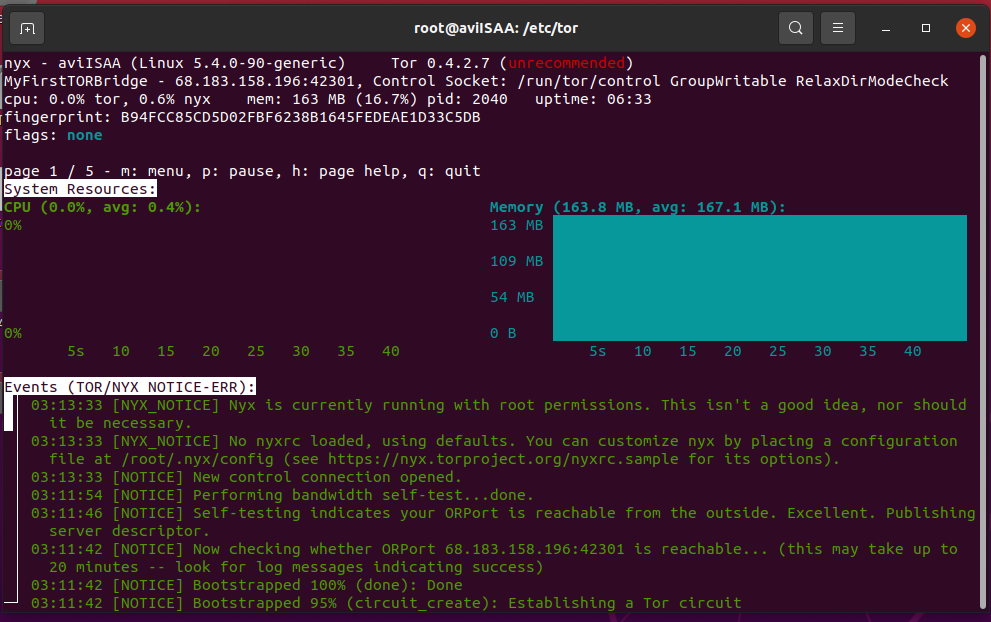 root@aviISAA: /etc/tor
nyx - aviISAA (Linux 5.4.0-90-generic) Tor 0.4.2.7 (unrecommended)
MyFirstTORBridge - 68.183.158.196:42301, Control Socket: /run/tor/control GroupWritable RelaxDirModeCheck
cpu: 0.0% tor, 0.6% nyx mem: 163 MB (16.7%) pid: 2040 uptime: 06:33
fingerprint: B94FCC85CD5D02FBF6238B1645FEDEAE1D33C5DB
flags: none
page 1 / 5 - m: menu, p: pause, h: page help, q: quit
System Resources:
CPU (0.0%, avg: 0.4%): Memory (163.8 MB, avg: 167.1 MB):
0% 163 MB
109 MB
54 MB
0% 0 B
5s 10 15 20 25 30 35 40 5s 10 15 20 25 30 35 40
Events (TOR/NYX NOTICE-ERR):
03:13:33 [NYX_NOTICE] Nyx is currently running with root permissions. This isn't a good idea, nor should
it be necessary.
03:13:33 [NYX_NOTICE] No nyxrc loaded, using defaults. You can customize nyx by placing a configuration
file at /root/.nyx/config (see https://nyx.torproject.org/nyxrc.sample for its options).
03:13:33 [NOTICE] New control connection opened.
03:11:54 [NOTICE] Performing bandwidth self-test...done.
03:11:46 [NOTICE] Self-testing indicates your ORPort is reachable from the outside. Excellent. Publishing
server descriptor.
03:11:42 [NOTICE] Now checking whether ORPort 68.183.158.196:42301 is reachable... (this may take up to
20 minutes -- look for log messages indicating success)
03:11:42 [NOTICE] Bootstrapped 100% (done): Done
03:11:42 [NOTICE] Bootstrapped 95% (circuit_create): Establishing a Tor circuit